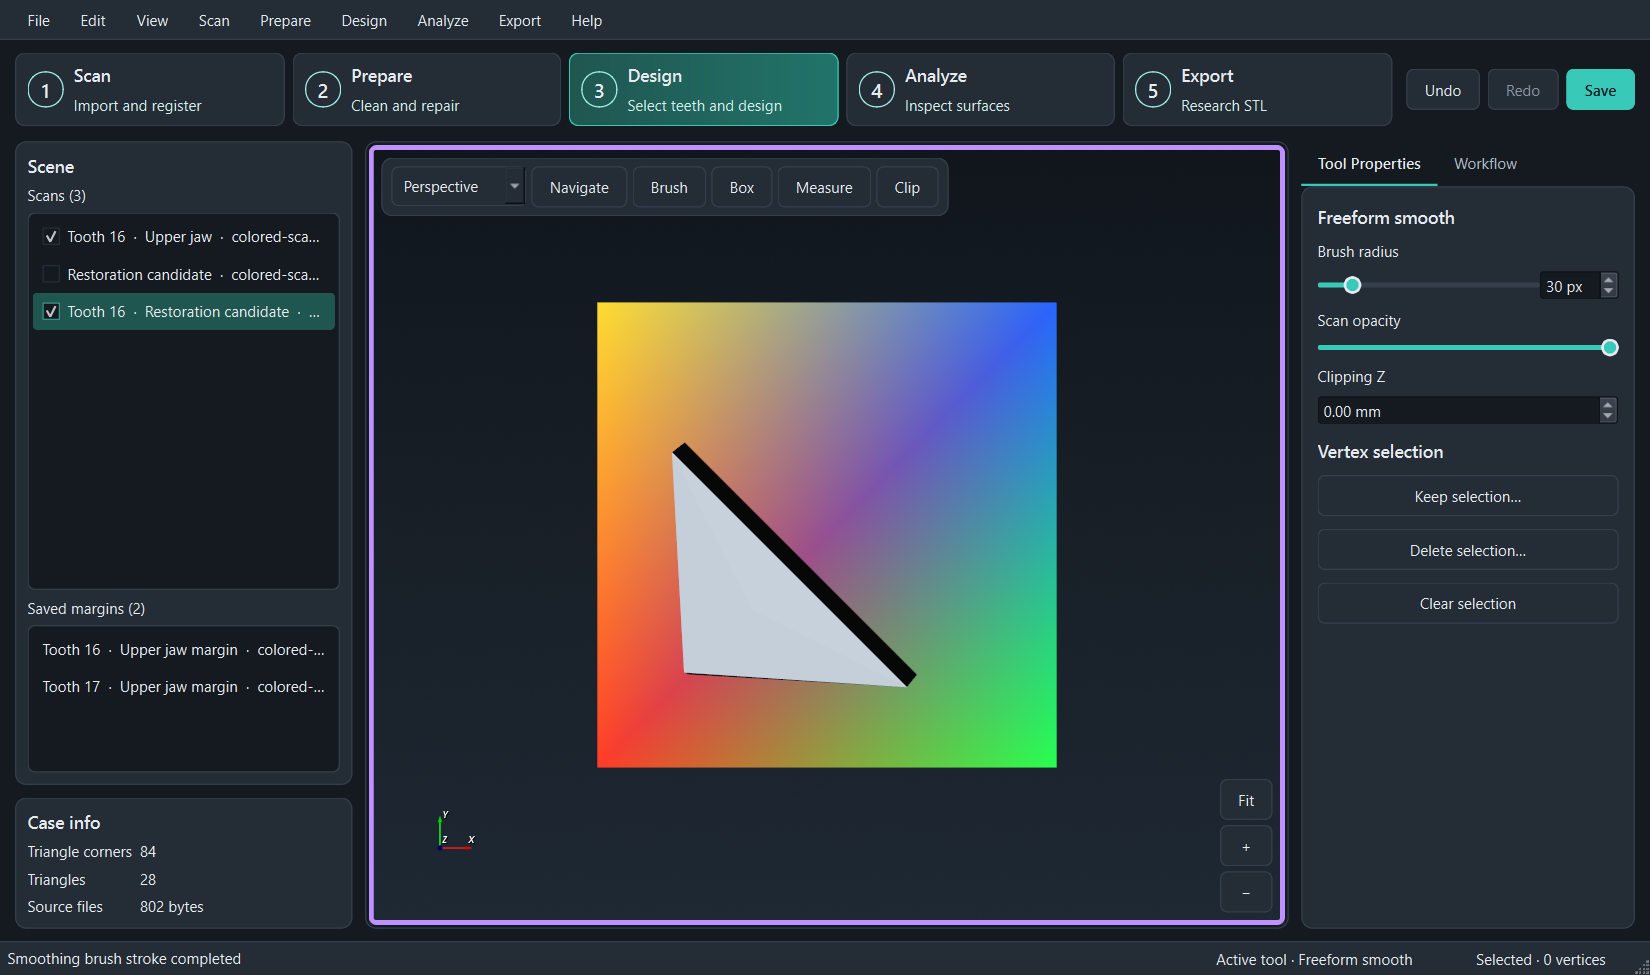 File Edit View Scan Prepare Design Analyze Export Help
1 Scan
Import and register
2 Prepare
Clean and repair
3 Design
Select teeth and design
4 Analyze
Inspect surfaces
5 Export
Research STL
Undo Redo Save
Scene
Scans (3)
Tooth 16 · Upper jaw · colored-sca...
Restoration candidate · colored-sca...
Tooth 16 · Restoration candidate · ...
Saved margins (2)
Tooth 16 · Upper jaw margin · colored-...
Tooth 17 · Upper jaw margin · colored-...
Case info
Triangle corners 84
Triangles 28
Source files 802 bytes
Perspective Navigate Brush Box Measure Clip
Y
Z X
Fit
+
−
Tool Properties Workflow
Freeform smooth
Brush radius
30 px
Scan opacity
Clipping Z
0.00 mm
Vertex selection
Keep selection...
Delete selection...
Clear selection
Smoothing brush stroke completed
Active tool · Freeform smooth
Selected · 0 vertices